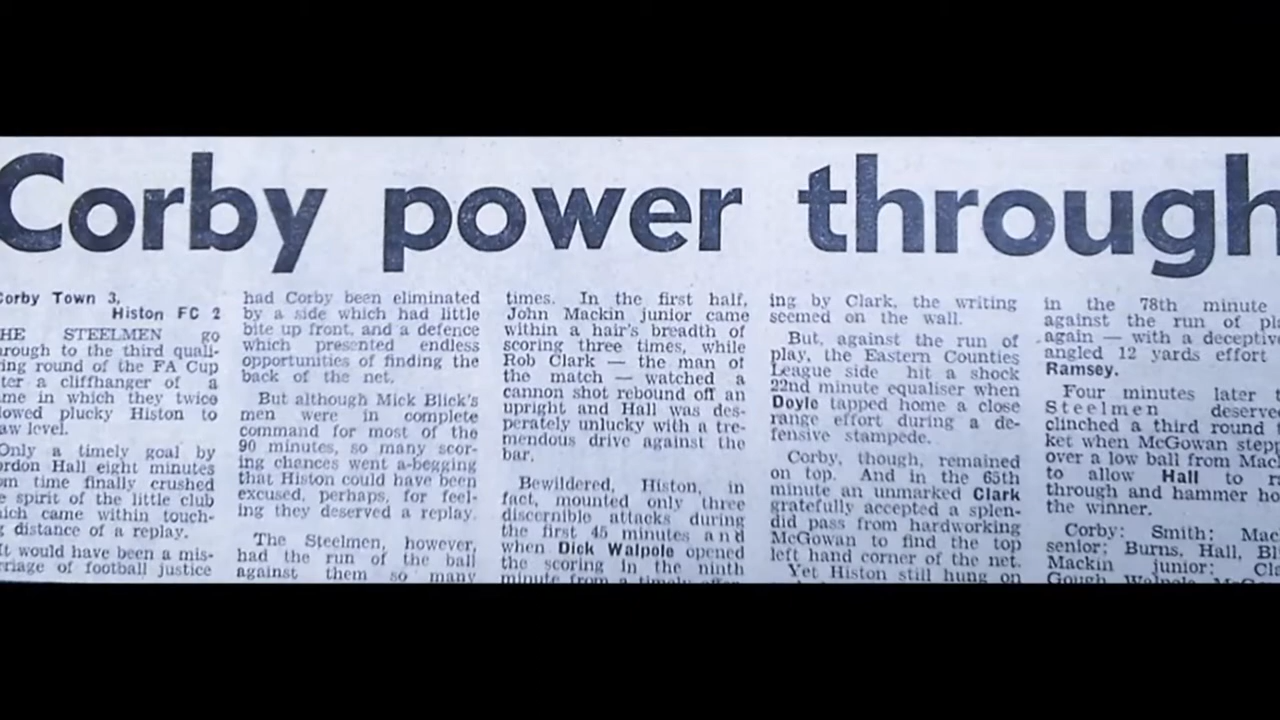 Corby power through
Corby Town 3,
Histon FC 2
HE STEELMEN go
rough to the third quali-
ing round of the FA Cup
ter a cliffhanger of a
me in which they twice
lowed plucky Histon to
aw level.
Only a timely goal by
ordon Hall eight minutes
om time finally crushed
e spirit of the little club
ich came within touch-
g distance of a replay.
It would have been a mis-
rriage of football justice
had Corby been eliminated
by a side which had little
bite up front, and a defence
which presented endless
opportunities of finding the
back of the net.
But although Mick Blick's
men were in complete
command for most of the
90 minutes, so many scor-
ing chances went a-begging
that Histon could have been
excused, perhaps, for feel-
ing they deserved a replay.
The Steelmen, however,
had the run of the ball
against them so many
times. In the first half,
John Mackin junior came
within a hair's breadth of
scoring three times, while
Rob Clark — the man of
the match — watched a
cannon shot rebound off an
upright and Hall was des-
perately unlucky with a tre-
mendous drive against the
bar.
Bewildered, Histon, in
fact, mounted only three
discernible attacks during
the first 45 minutes and
when Dick Walpole opened
the scoring in the ninth
minute from a timely
ing by Clark, the writing
seemed on the wall.
But, against the run of
play, the Eastern Counties
League side hit a shock
22nd minute equaliser when
Doyle tapped home a close
range effort during a de-
fensive stampede.
Corby, though, remained
on top. And in the 65th
minute an unmarked Clark
gratefully accepted a splen-
did pass from hardworking
McGowan to find the top
left hand corner of the net.
Yet Histon still hung on
in the 78th minute
against the run of pl
again — with a deceptive
angled 12 yards effort
Ramsey.
Four minutes later t
Steelmen deserve
clinched a third round t
ket when McGowan stepp
over a low ball from Mac
to allow Hall to r
through and hammer ho
the winner.
Corby: Smith; Mac
senior; Burns, Hall, Bl
Mackin junior; Cla
Gough, Walpole, McG